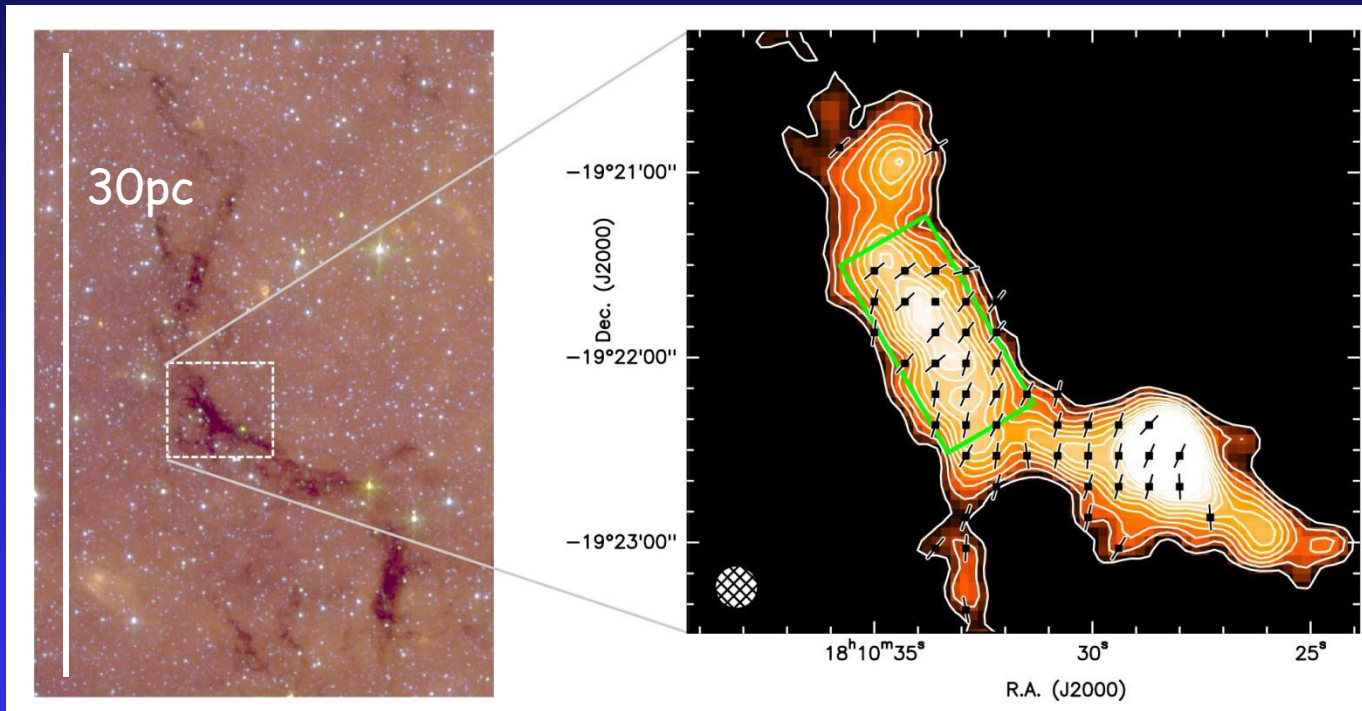 30pc
−19°21'00"
−19°22'00"
−19°23'00"
Dec. (J2000)
18ʰ10ᵐ35ˢ
30ˢ
25ˢ
R.A. (J2000)